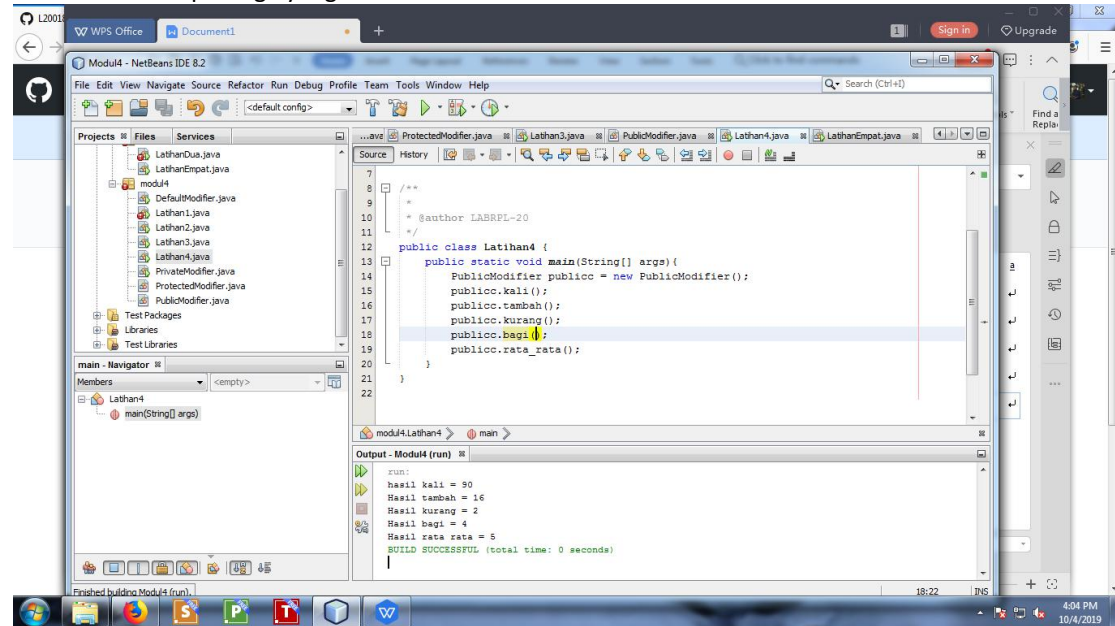 L20018
WPS Office
Document1
+
1
Sign in
Upgrade
Modul4 - NetBeans IDE 8.2
File Edit View Navigate Source Refactor Run Debug Profile Team Tools Window Help
Search (Ctrl+I)
<default config>
Find a
Repla
Projects
Files
Services
...ava
ProtectedModifier.java
Latihan3.java
PublicModifier.java
Latihan4.java
LatihanEmpat.java
Source
History
LatihanDua.java
LatihanEmpat.java
modul4
DefaultModifier.java
Latihan1.java
Latihan2.java
Latihan3.java
Latihan4.java
PrivateModifier.java
ProtectedModifier.java
PublicModifier.java
Test Packages
Libraries
Test Libraries
7
8 /**
9 *
10 * @author LABRPL-20
11 */
12 public class Latihan4 {
13 public static void main(String[] args){
14 PublicModifier publicc = new PublicModifier();
15 publicc.kali();
16 publicc.tambah();
17 publicc.kurang();
18 publicc.bagi();
19 publicc.rata_rata();
20 }
21 }
22
main - Navigator
Members
<empty>
Latihan4
main(String[] args)
modul4.Latihan4
main
Output - Modul4 (run)
run:
hasil kali = 90
Hasil tambah = 16
Hasil kurang = 2
Hasil bagi = 4
Hasil rata rata = 5
BUILD SUCCESSFUL (total time: 0 seconds)
Finished building Modul4 (run).
18:22
INS
4:04 PM
10/4/2019